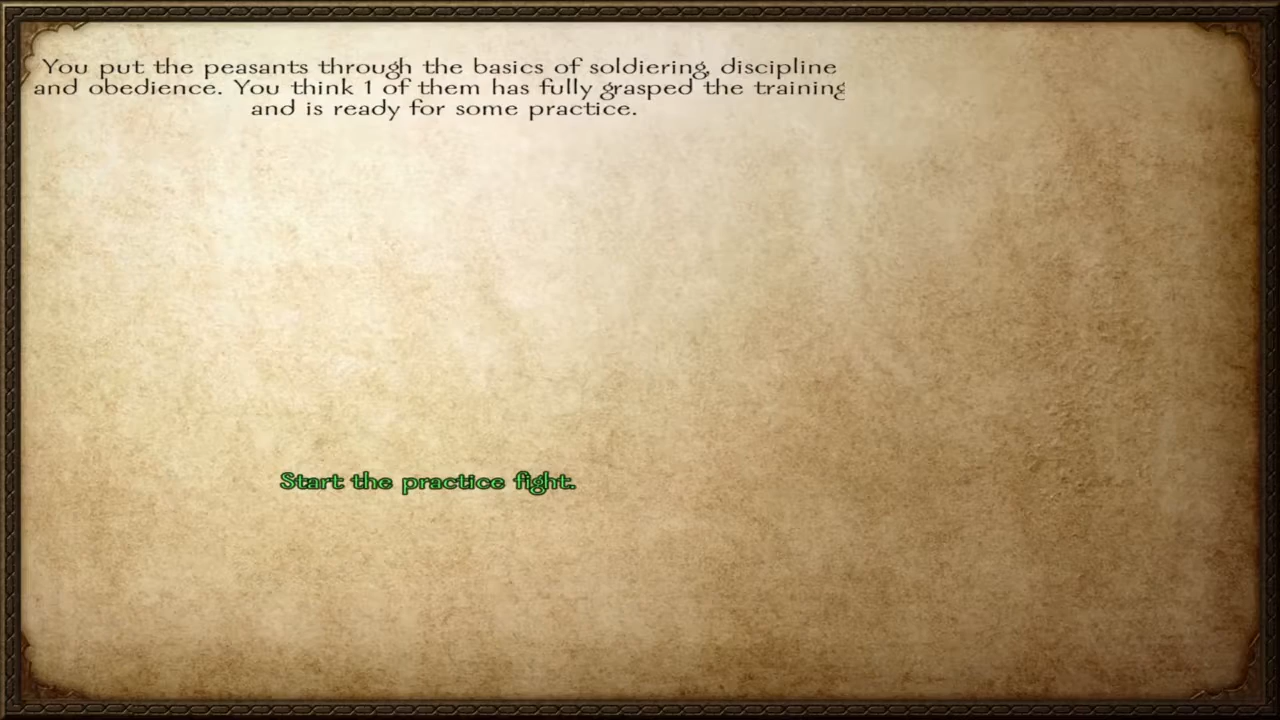 You put the peasants through the basics of soldiering, discipline
and obedience. You think 1 of them has fully grasped the training
and is ready for some practice.
Start the practice fight.